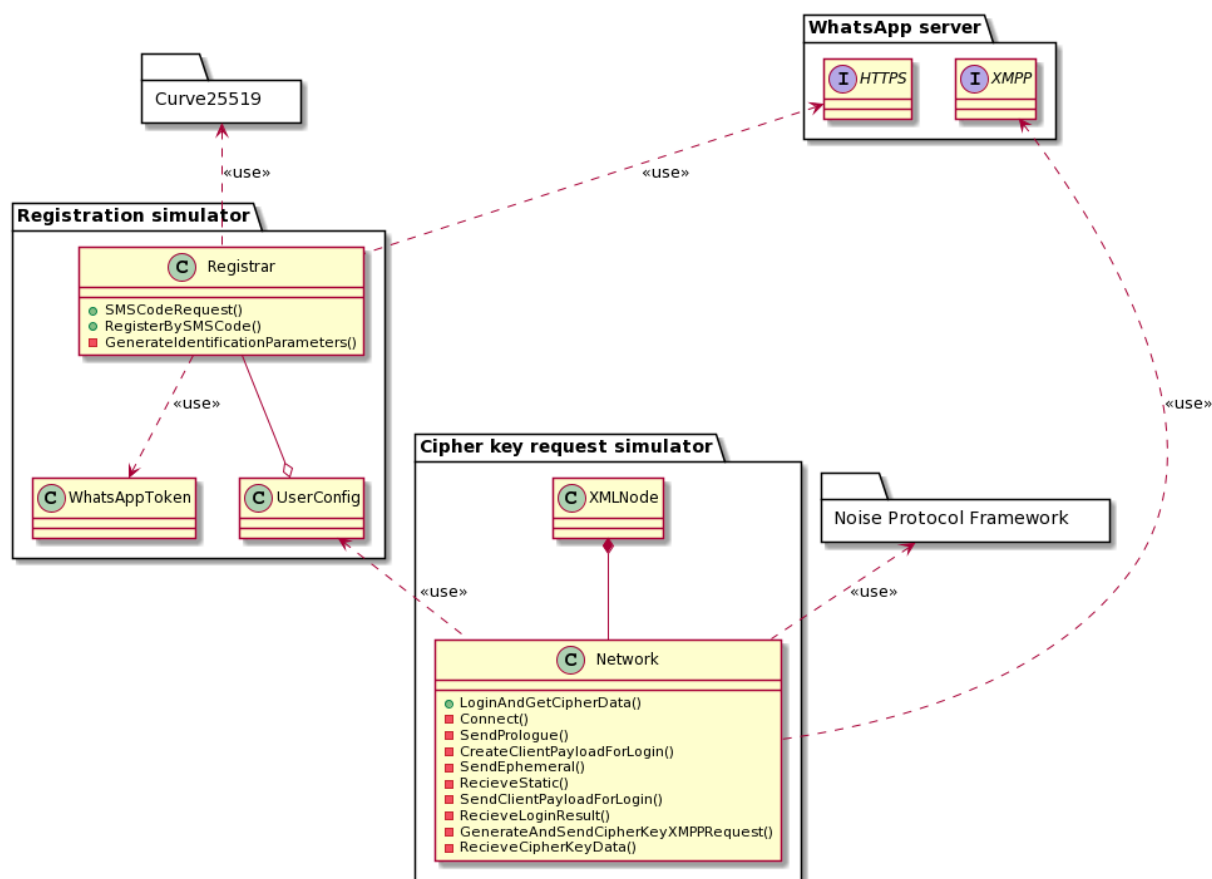 WhatsApp server
I HTTPS
I XMPP
Curve25519
«use»
«use»
Registration simulator
C Registrar
SMSCodeRequest()
RegisterBySMSCode()
GenerateIdentificationParameters()
«use»
«use»
C WhatsAppToken
C UserConfig
Cipher key request simulator
C XMLNode
Noise Protocol Framework
«use»
«use»
C Network
LoginAndGetCipherData()
Connect()
SendPrologue()
CreateClientPayloadForLogin()
SendEphemeral()
RecieveStatic()
SendClientPayloadForLogin()
RecieveLoginResult()
GenerateAndSendCipherKeyXMPPRequest()
RecieveCipherKeyData()